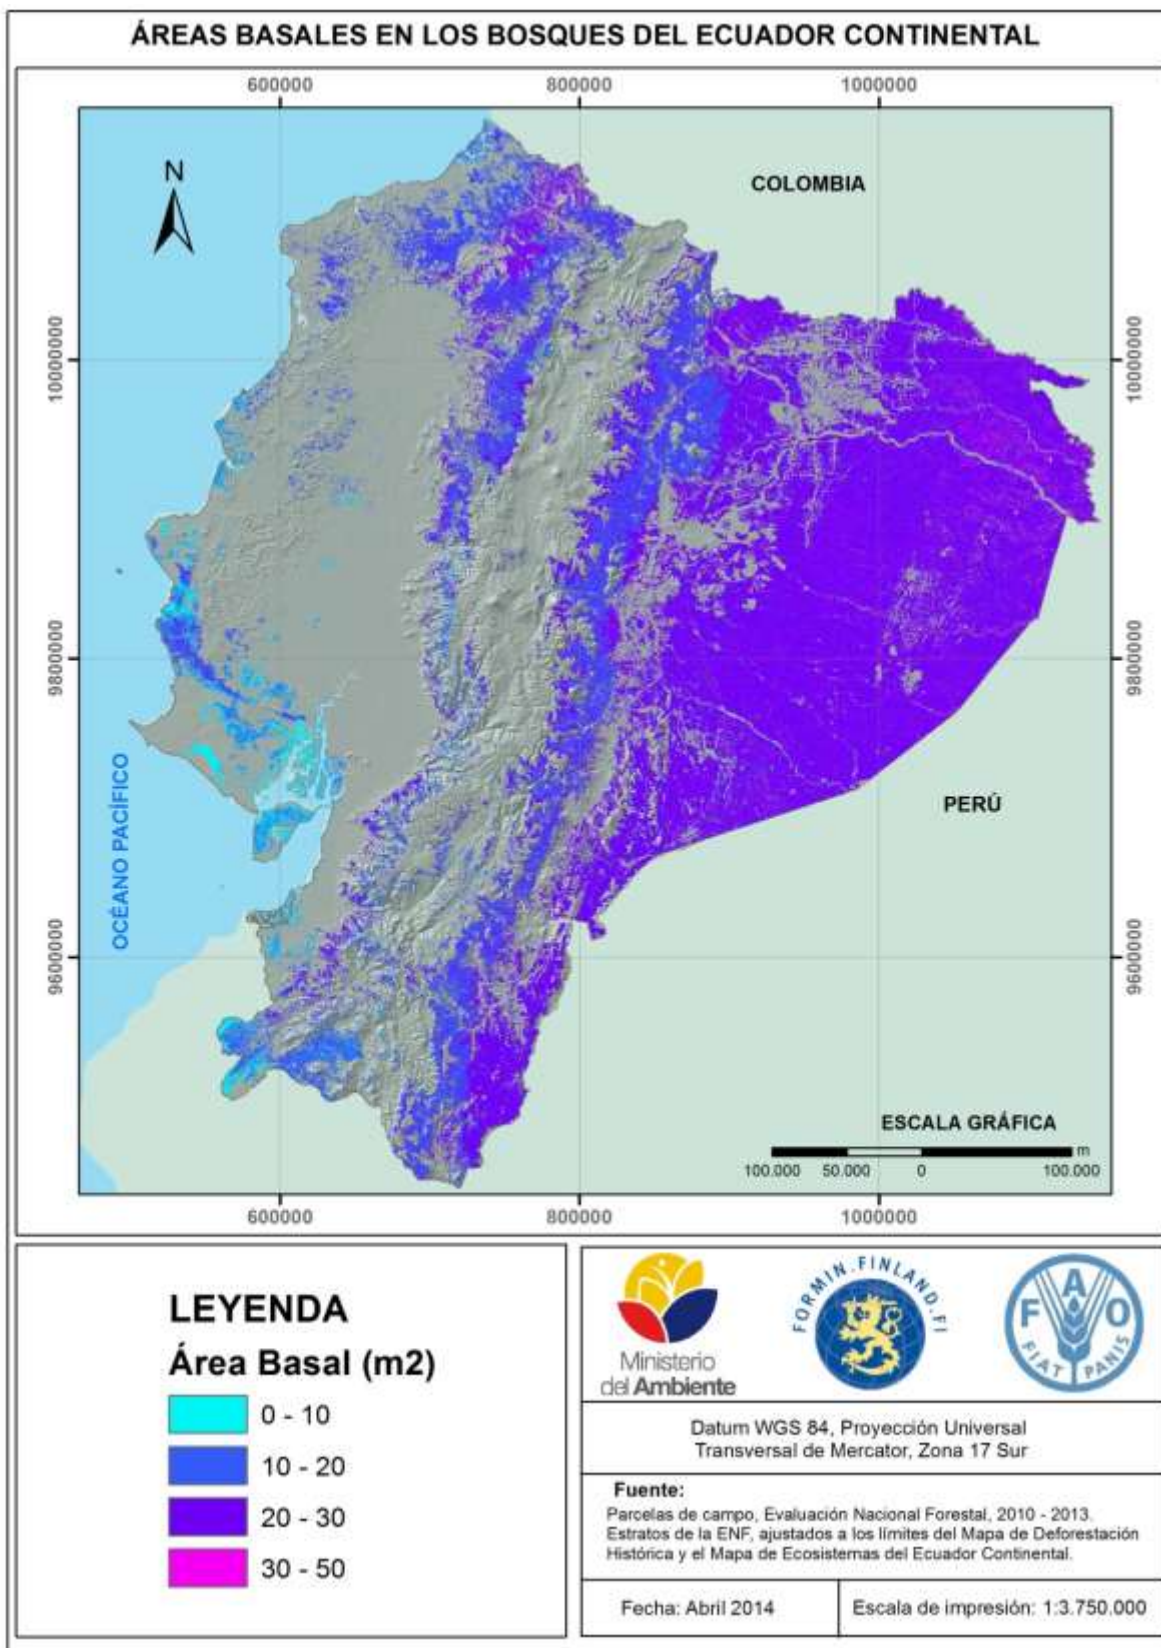 ÁREAS BASALES EN LOS BOSQUES DEL ECUADOR CONTINENTAL
600000 800000 1000000
N
COLOMBIA
10000000 10000000
9800000 9800000
OCÉANO PACÍFICO
PERÚ
9600000 9600000
ESCALA GRÁFICA
m
100.000 50.000 0 100.000
600000 800000 1000000
LEYENDA
Área Basal (m2)
0 - 10
10 - 20
20 - 30
30 - 50
Ministerio
del Ambiente
FORMIN.FINLAND.FI
FAO
FIAT PANIS
Datum WGS 84, Proyección Universal
Transversal de Mercator, Zona 17 Sur
Fuente:
Parcelas de campo, Evaluación Nacional Forestal, 2010 - 2013.
Estratos de la ENF, ajustados a los límites del Mapa de Deforestación
Histórica y el Mapa de Ecosistemas del Ecuador Continental.
Fecha: Abril 2014
Escala de impresión: 1:3.750.000